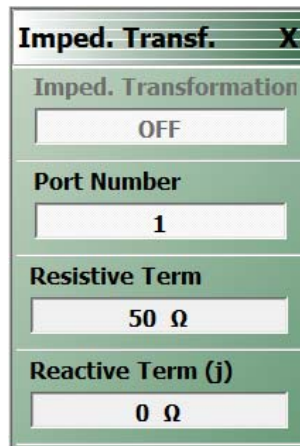 Imped. Transf. X
Imped. Transformation
OFF
Port Number
1
Resistive Term
50 Ω
Reactive Term (j)
0 Ω